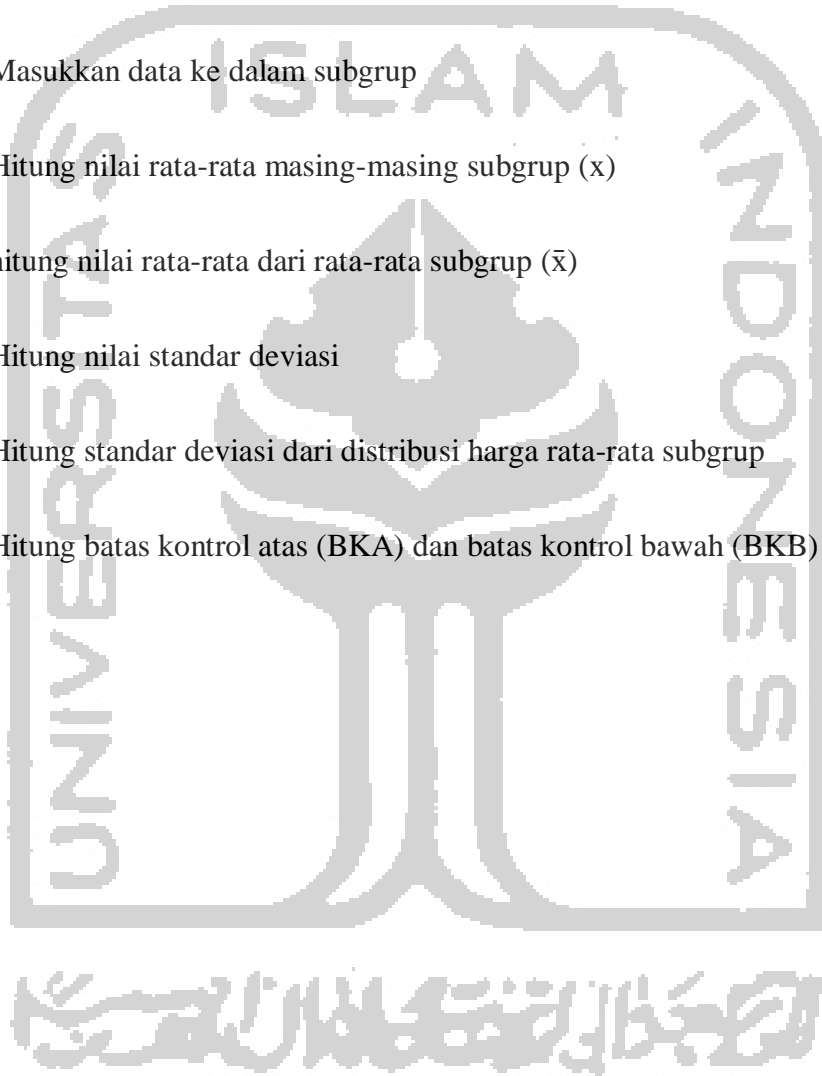 ISLAM
UNIVERSITAS
INDONESIA
Masukkan data ke dalam subgrup
Hitung nilai rata-rata masing-masing subgrup (x)
hitung nilai rata-rata dari rata-rata subgrup (x̄)
Hitung nilai standar deviasi
Hitung standar deviasi dari distribusi harga rata-rata subgrup
Hitung batas kontrol atas (BKA) dan batas kontrol bawah (BKB)